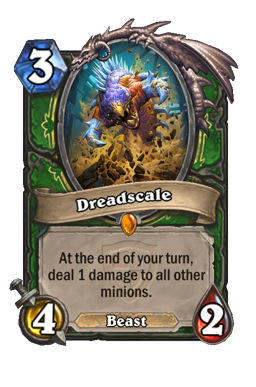 3
Dreadscale
At the end of your turn,
deal 1 damage to all other
minions.
4
Beast
2